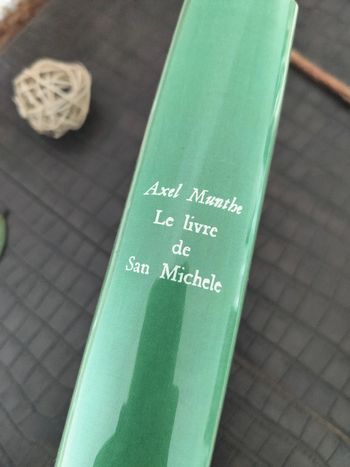 Axel Munthe
Le livre
de
San Michele